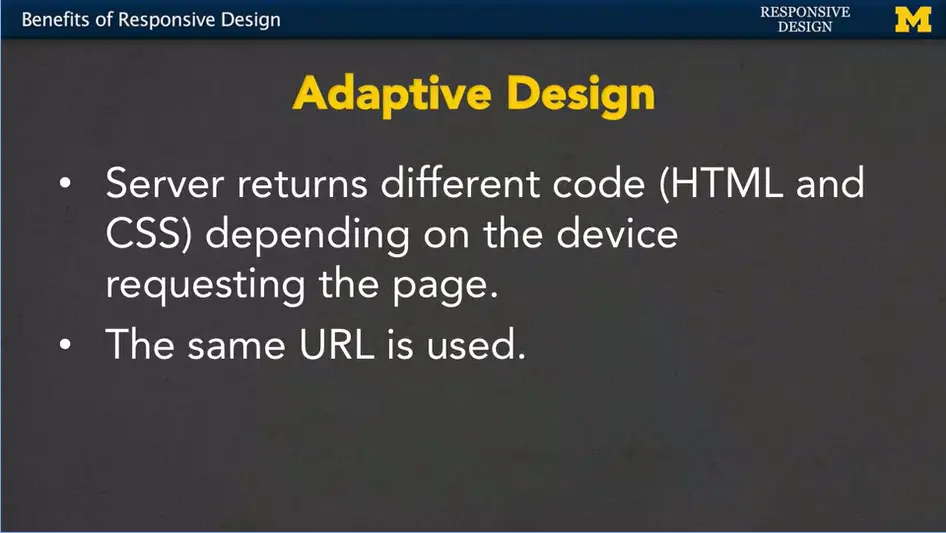 Benefits of Responsive Design
RESPONSIVE
DESIGN
M
Adaptive Design
• Server returns different code (HTML and
CSS) depending on the device
requesting the page.
• The same URL is used.